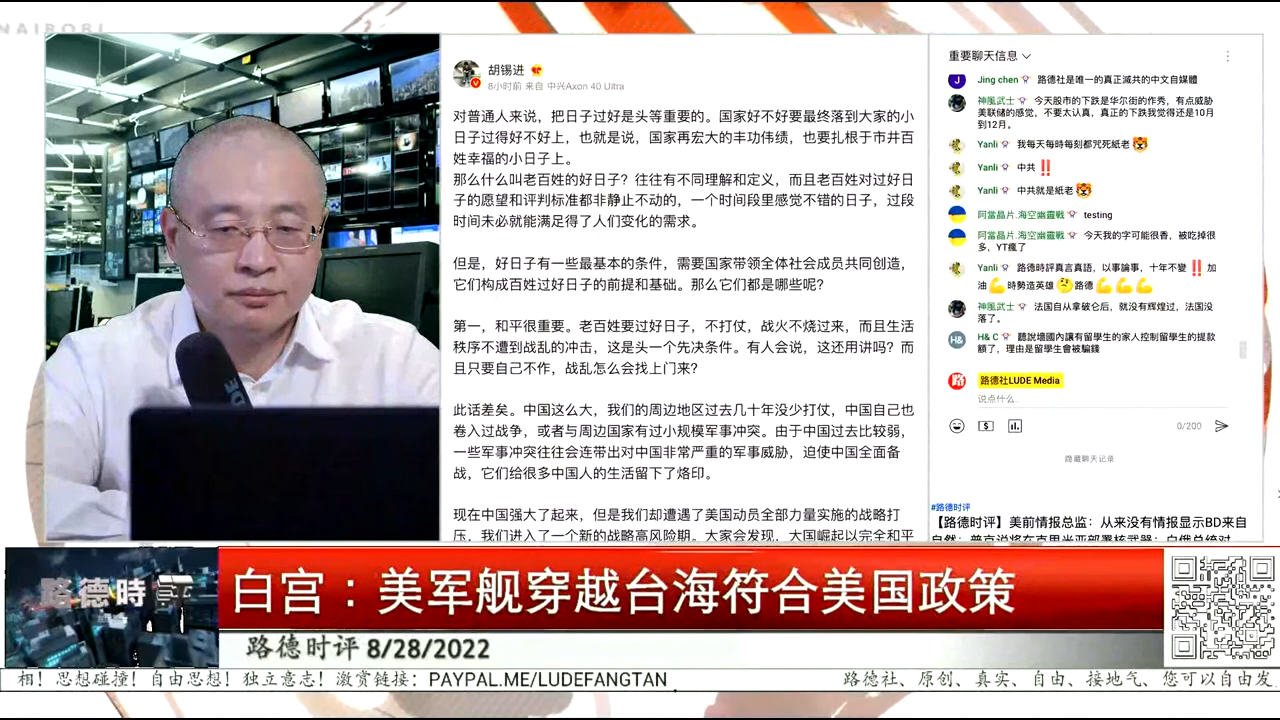 NAIROBI
胡锡进
8小时前 来自 中兴Axon 40 Ultra
对普通人来说，把日子过好是头等重要的。国家好不好要最终落到大家的小
日子过得好不好上，也就是说，国家再宏大的丰功伟绩，也要扎根于市井百
姓幸福的小日子上。
那么什么叫老百姓的好日子？往往有不同理解和定义，而且老百姓对过好日
子的愿望和评判标准都非静止不动的，一个时间段里感觉不错的日子，过段
时间未必就能满足得了人们变化的需求。
但是，好日子有一些最基本的条件，需要国家带领全体社会成员共同创造，
它们构成百姓过好日子的前提和基础。那么它们都是哪些呢？
第一，和平很重要。老百姓要过好日子，不打仗，战火不烧过来，而且生活
秩序不遭到战乱的冲击，这是头一个先决条件。有人会说，这还用讲吗？而
且只要自己不作，战乱怎么会找上门来？
此话差矣。中国这么大，我们的周边地区过去几十年没少打仗，中国自己也
卷入过战争，或者与周边国家有过小规模军事冲突。由于中国过去比较弱，
一些军事冲突往往会连带出对中国非常严重的军事威胁，迫使中国全面备
战，它们给很多中国人的生活留下了烙印。
现在中国强大了起来，但是我们却遭遇了美国动员全部力量实施的战略打
压，我们进入了一个新的战略高风险期。大家会发现，大国崛起以完全和平
重要聊天信息
Jing chen 路德社是唯一的真正滅共的中文自媒體
神風武士 今天股市的下跌是华尔街的作秀，有点威胁
美联储的感觉，不要太认真，真正的下跌我觉得还是10月
到12月。
Yanli 我每天每時每刻都咒死紙老🐯
Yanli 中共‼️
Yanli 中共就是紙老🐯
阿當晶片.海空幽靈戰 testing
阿當晶片.海空幽靈戰 今天我的字可能很香，被吃掉很
多，YT瘋了
Yanli 路德時評真言真語，以事論事，十年不變‼️加
油💪時勢造英雄🤔路德💪💪💪
神風武士 法国自从拿破仑后，就没有辉煌过，法国没
落了。
H& C 聽說墻國內讓有留學生的家人控制留學生的提款
額了，理由是留學生會被騙錢
路德社LUDE Media
说点什么...
0/200
隐藏聊天记录
#路德时评
【路德时评】美前情报总监：从来没有情报显示BD来自
自然；普京说将在克里米亚部署核武器；白俄总统对
路德時評
白宫：美军舰穿越台海符合美国政策
路德时评 8/28/2022
相！思想碰撞！自由思想！独立意志！激赏链接：PAYPAL.ME/LUDEFANGTAN
路德社、原创、真实、自由、接地气、您可以自由发